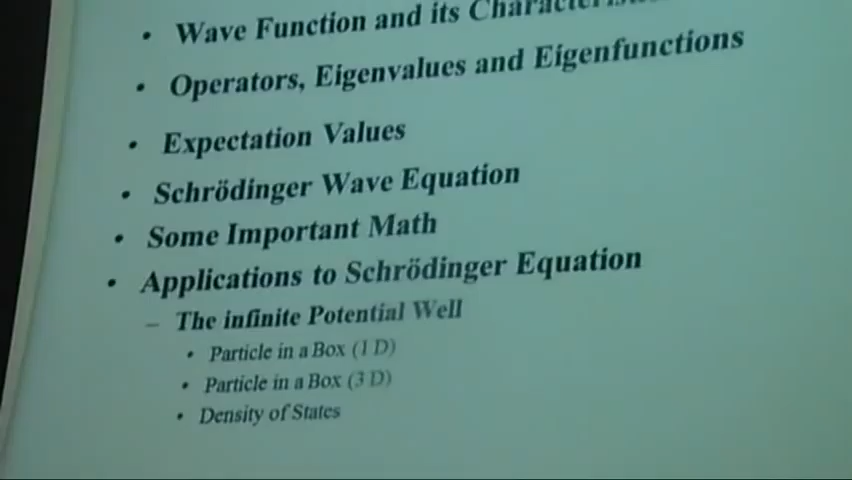 • Wave Function and its
• Operators, Eigenvalues and Eigenfunctions
• Expectation Values
• Schrödinger Wave Equation
• Some Important Math
• Applications to Schrödinger Equation
– The infinite Potential Well
• Particle in a Box (1 D)
• Particle in a Box (3 D)
• Density of States